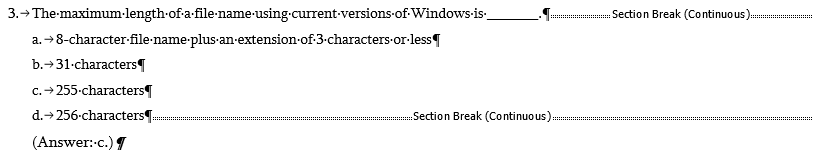 3.→The·maximum·length·of·a·file·name·using·current·versions·of·Windows·is·_______.¶ Section Break (Continuous)
a.→8-character·file·name·plus·an·extension·of·3·characters·or·less¶
b.→31·characters¶
c.→255·characters¶
d.→256·characters¶ Section Break (Continuous)
(Answer:·c.)¶